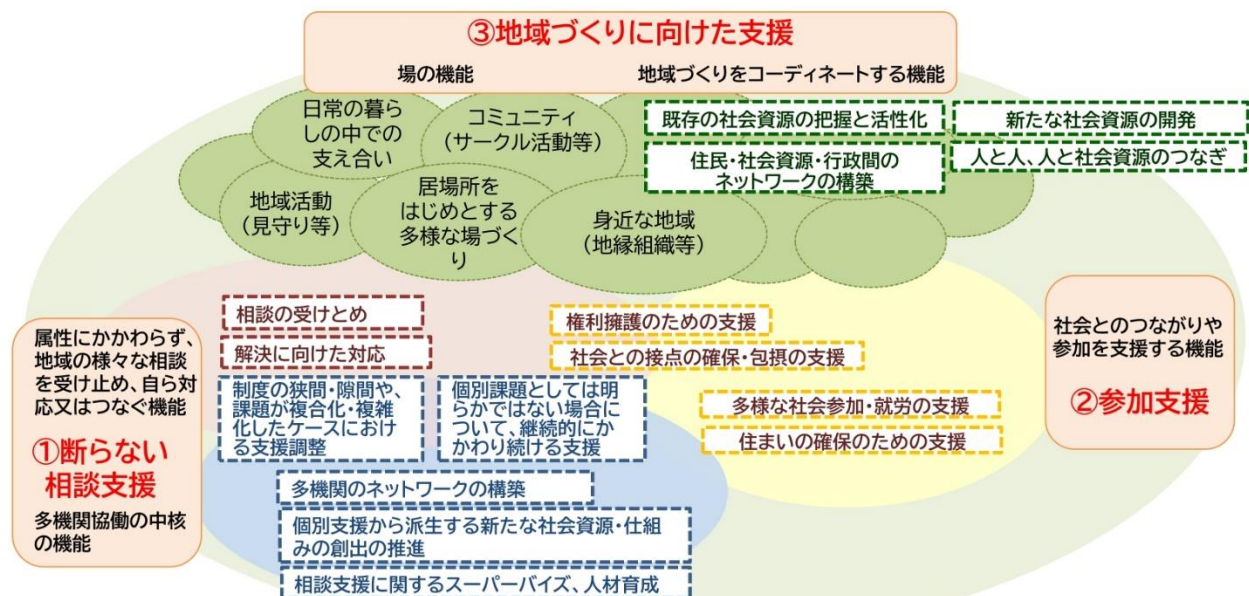 ③地域づくりに向けた支援
場の機能
地域づくりをコーディネートする機能
日常の暮ら
しの中での
支え合い
コミュニティ
(サークル活動等)
地域活動
(見守り等)
居場所を
はじめとする
多様な場づく
り
身近な地域
(地縁組織等)
既存の社会資源の把握と活性化
新たな社会資源の開発
住民・社会資源・行政間の
ネットワークの構築
人と人、人と社会資源のつなぎ
属性にかかわらず、
地域の様々な相談
を受け止め、自ら対
応又はつなぐ機能
①断らない
相談支援
多機関協働の中核
の機能
相談の受けとめ
解決に向けた対応
制度の狭間・隙間や、
課題が複合化・複雑
化したケースにおけ
る支援調整
個別課題としては明
らかではない場合に
ついて、継続的にか
かわり続ける支援
多機関のネットワークの構築
個別支援から派生する新たな社会資源・仕組
みの創出の推進
相談支援に関するスーパーバイズ、人材育成
権利擁護のための支援
社会との接点の確保・包摂の支援
多様な社会参加・就労の支援
住まいの確保のための支援
社会とのつながりや
参加を支援する機能
②参加支援